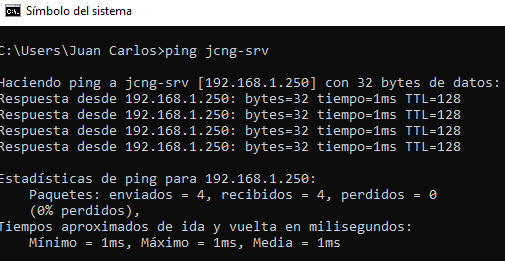 Símbolo del sistema
C:\Users\Juan Carlos>ping jcng-srv
Haciendo ping a jcng-srv [192.168.1.250] con 32 bytes de datos:
Respuesta desde 192.168.1.250: bytes=32 tiempo=1ms TTL=128
Respuesta desde 192.168.1.250: bytes=32 tiempo=1ms TTL=128
Respuesta desde 192.168.1.250: bytes=32 tiempo=1ms TTL=128
Respuesta desde 192.168.1.250: bytes=32 tiempo=1ms TTL=128
Estadísticas de ping para 192.168.1.250:
    Paquetes: enviados = 4, recibidos = 4, perdidos = 0
    (0% perdidos),
Tiempos aproximados de ida y vuelta en milisegundos:
    Mínimo = 1ms, Máximo = 1ms, Media = 1ms